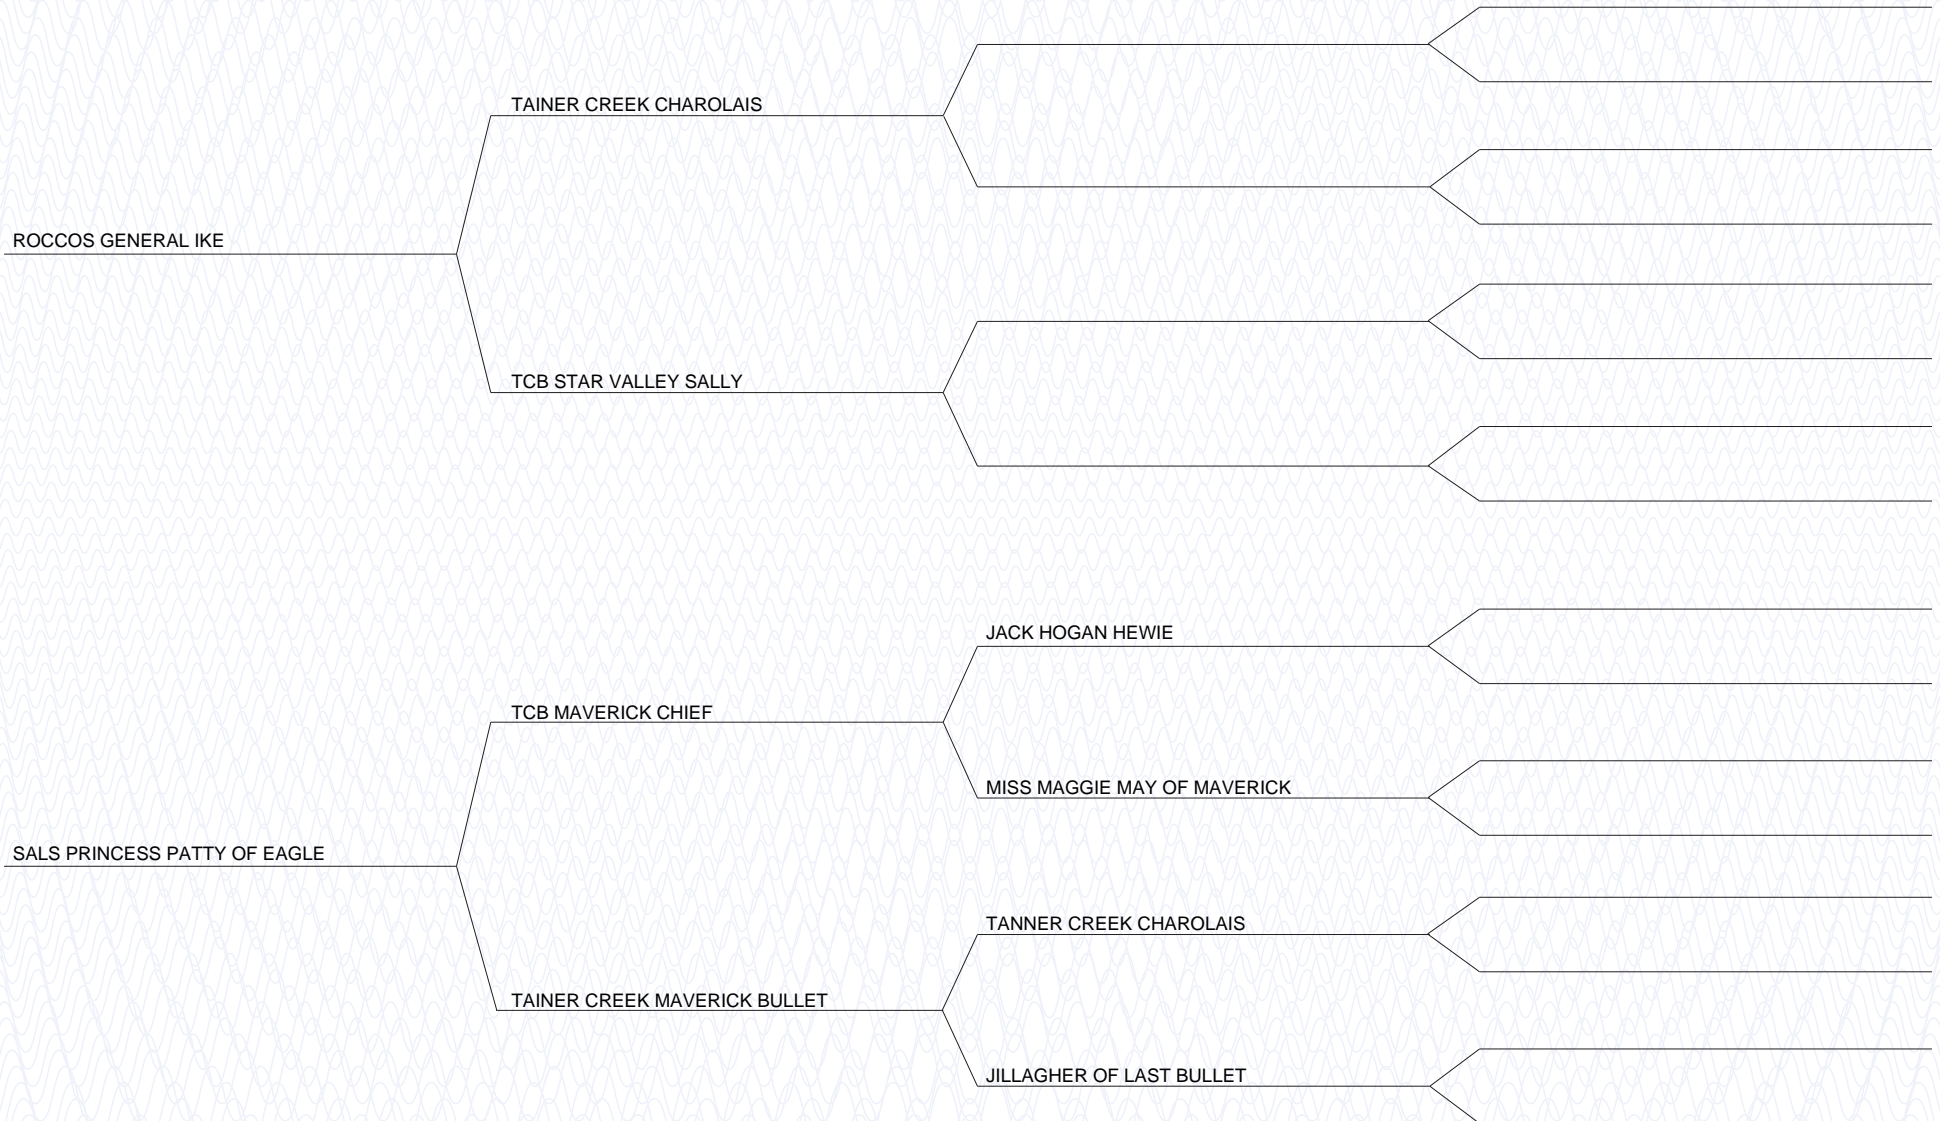 TAINER CREEK CHAROLAIS
ROCCOS GENERAL IKE
TCB STAR VALLEY SALLY
JACK HOGAN HEWIE
TCB MAVERICK CHIEF
MISS MAGGIE MAY OF MAVERICK
SALS PRINCESS PATTY OF EAGLE
TANNER CREEK CHAROLAIS
TAINER CREEK MAVERICK BULLET
JILLAGHER OF LAST BULLET